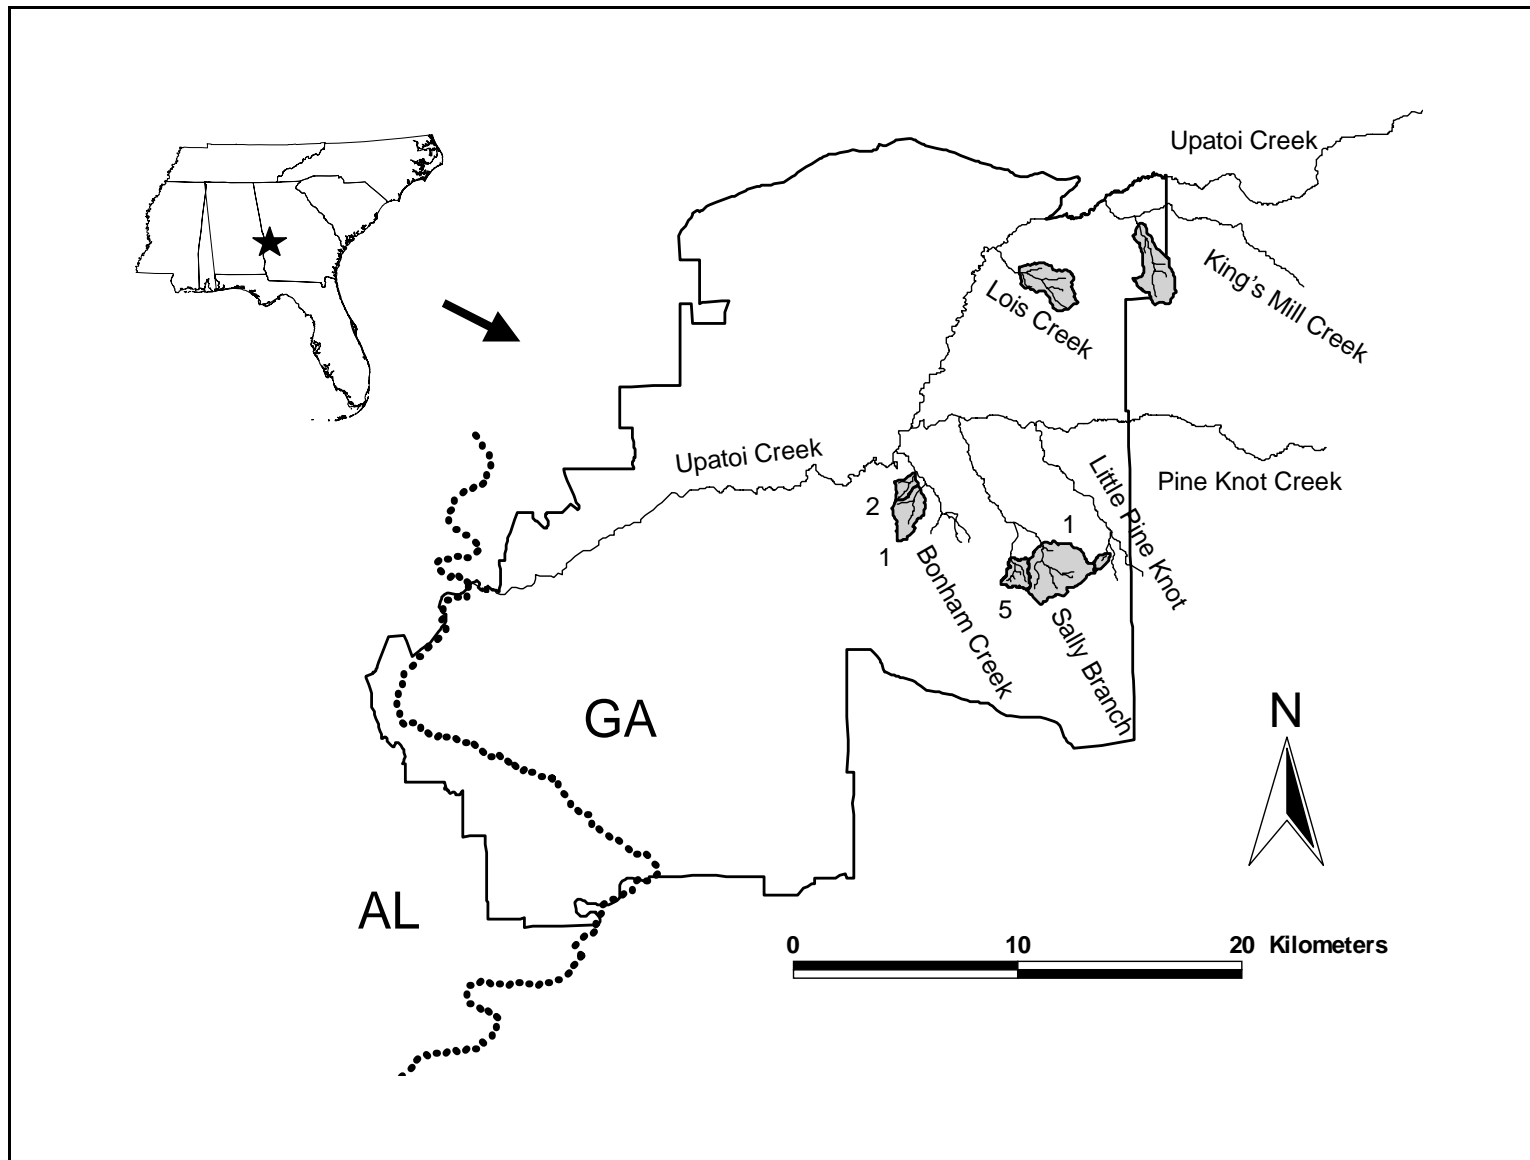 Upatoi Creek
King's Mill Creek
Lois Creek
Upatoi Creek
Little Pine Knot
Pine Knot Creek
2
1
1
5
Bonham Creek
Sally Branch
GA
N
AL
0 10 20 Kilometers